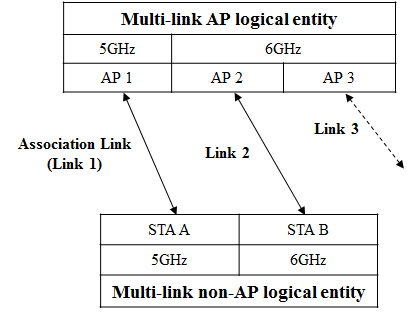 Multi-link AP logical entity
5GHz 6GHz
AP 1 AP 2 AP 3
Association Link
(Link 1)
Link 2
Link 3
STA A STA B
5GHz 6GHz
Multi-link non-AP logical entity